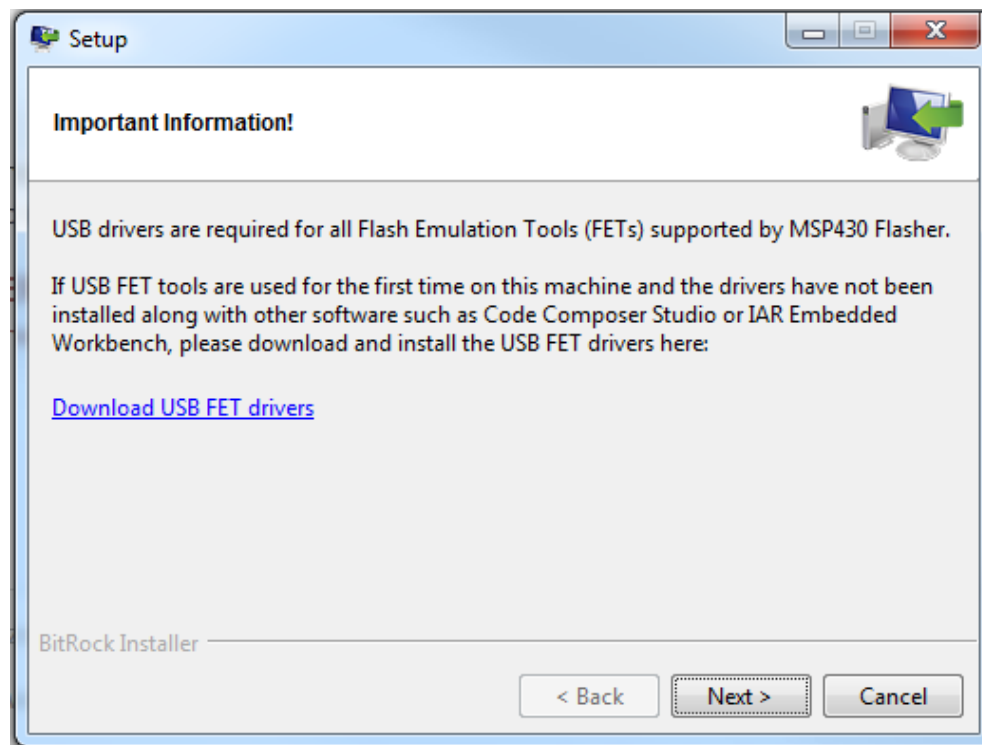 Setup
Important Information!
USB drivers are required for all Flash Emulation Tools (FETs) supported by MSP430 Flasher.
If USB FET tools are used for the first time on this machine and the drivers have not been
installed along with other software such as Code Composer Studio or IAR Embedded
Workbench, please download and install the USB FET drivers here:
Download USB FET drivers
BitRock Installer
< Back
Next >
Cancel